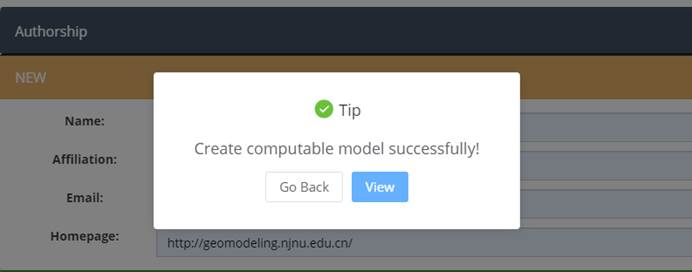 Authorship
NEW
Tip
Create computable model successfully!
Go Back View
Name:
Affiliation:
Email:
Homepage: http://geomodeling.njnu.edu.cn/